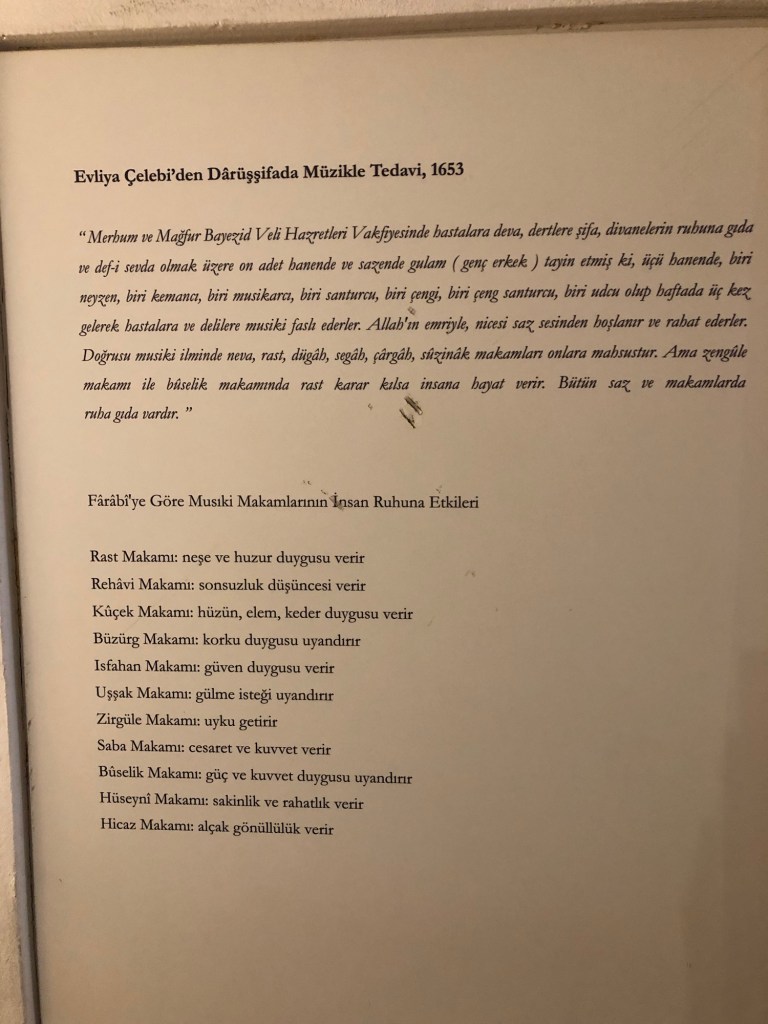 Evliya Çelebi'den Dârüşşifada Müzikle Tedavi, 1653
“ Merhum ve Mağfur Bayezid Veli Hazretleri Vakfiyesinde hastalara deva, dertlere şifa, divanelerin ruhuna gıda
ve def-i sevda olmak üzere on adet hanende ve sazende gulam ( genç erkek ) tayin etmiş ki, üçü hanende, biri
neyzen, biri kemancı, biri musikarcı, biri santurcu, biri çengi, biri çeng santurcu, biri udcu olup haftada üç kez
gelerek hastalara ve delilere musiki faslı ederler. Allah'ın emriyle, nicesi saz sesinden hoşlanır ve rahat ederler.
Doğrusu musiki ilminde neva, rast, dügâh, segâh, çârgâh, sûzinâk makamları onlara mahsustur. Ama zengûle
makamı ile bûselik makamında rast karar kılsa insana hayat verir. Bütün saz ve makamlarda
ruha gıda vardır. ”
Fârâbî'ye Göre Musıki Makamlarının İnsan Ruhuna Etkileri
Rast Makamı: neşe ve huzur duygusu verir
Rehâvi Makamı: sonsuzluk düşüncesi verir
Kûçek Makamı: hüzün, elem, keder duygusu verir
Büzürg Makamı: korku duygusu uyandırır
Isfahan Makamı: güven duygusu verir
Uşşak Makamı: gülme isteği uyandırır
Zirgüle Makamı: uyku getirir
Saba Makamı: cesaret ve kuvvet verir
Bûselik Makamı: güç ve kuvvet duygusu uyandırır
Hüseynî Makamı: sakinlik ve rahatlık verir
Hicaz Makamı: alçak gönüllülük verir